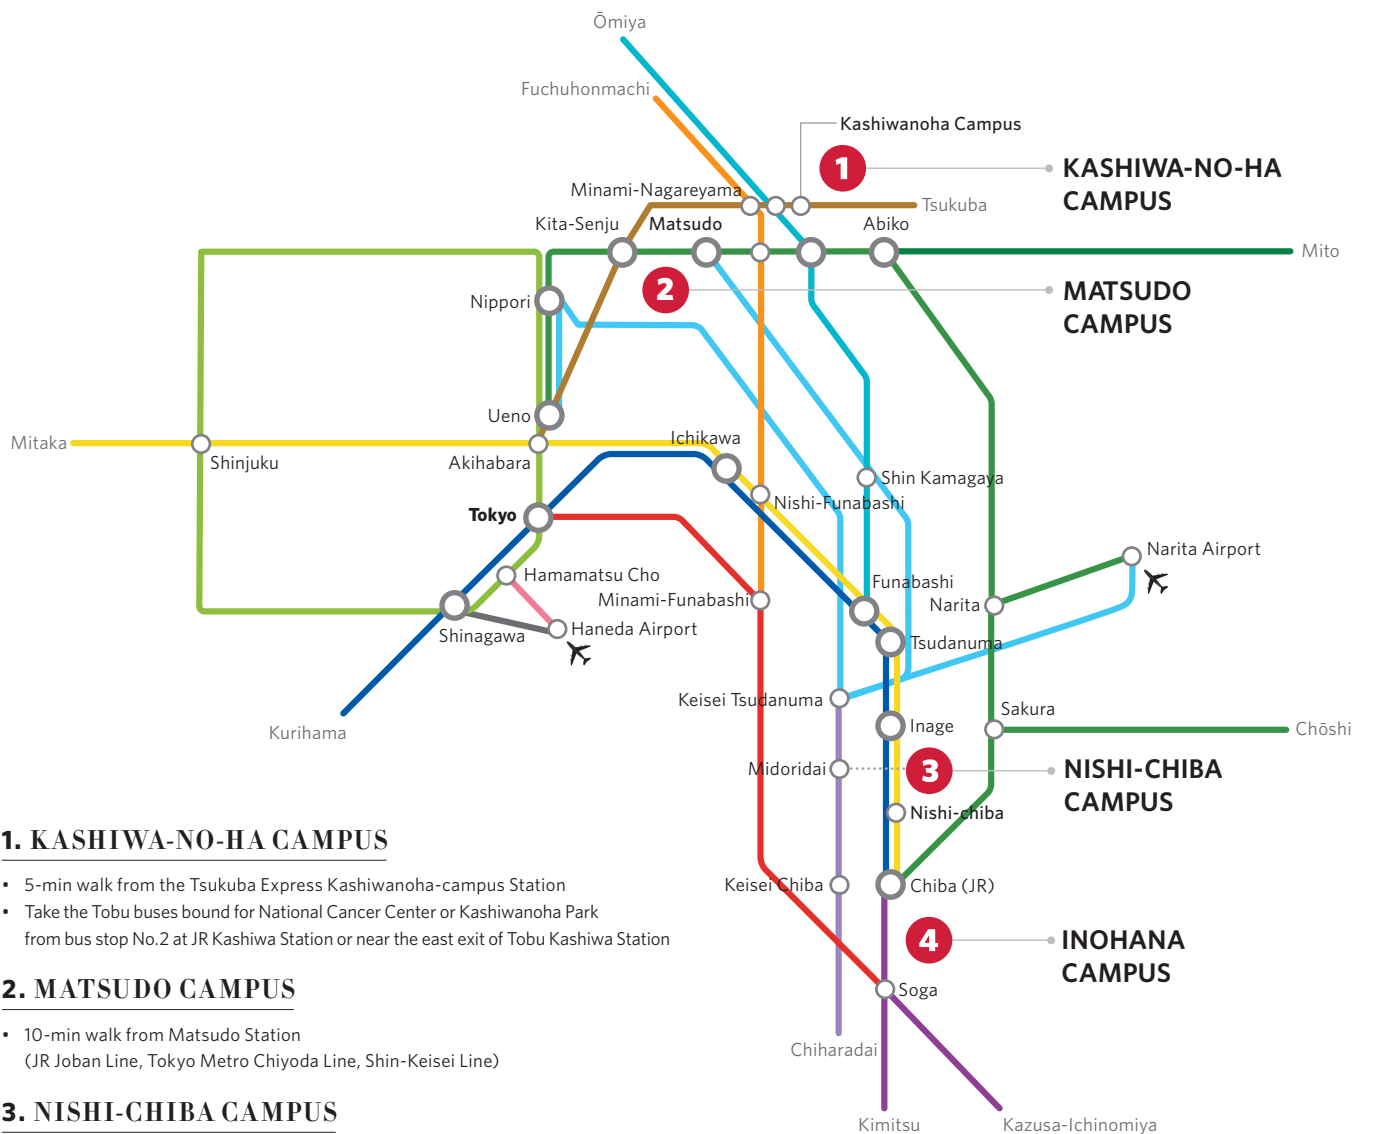 Ōmiya
Fuchuhonmachi
Kashiwanoha Campus
1
KASHIWA-NO-HA
CAMPUS
Minami-Nagareyama
Tsukuba
Kita-Senju
Matsudo
Abiko
Mito
2
MATSUDO
CAMPUS
Nippori
Ueno
Mitaka
Shinjuku
Akihabara
Ichikawa
Shin Kamagaya
Nishi-Funabashi
Tokyo
Narita Airport
Hamamatsu Cho
Funabashi
Minami-Funabashi
Narita
Shinagawa
Haneda Airport
Tsudanuma
Keisei Tsudanuma
Sakura
Kurihama
Inage
Chōshi
Midoridai
3
NISHI-CHIBA
CAMPUS
Nishi-chiba
Keisei Chiba
Chiba (JR)
4
INOHANA
CAMPUS
Soga
Chiharadai
Kimitsu
Kazusa-Ichinomiya
1. KASHIWA-NO-HA CAMPUS
• 5-min walk from the Tsukuba Express Kashiwanoha-campus Station
• Take the Tobu buses bound for National Cancer Center or Kashiwanoha Park
from bus stop No.2 at JR Kashiwa Station or near the east exit of Tobu Kashiwa Station
2. MATSUDO CAMPUS
• 10-min walk from Matsudo Station
(JR Joban Line, Tokyo Metro Chiyoda Line, Shin-Keisei Line)
3. NISHI-CHIBA CAMPUS